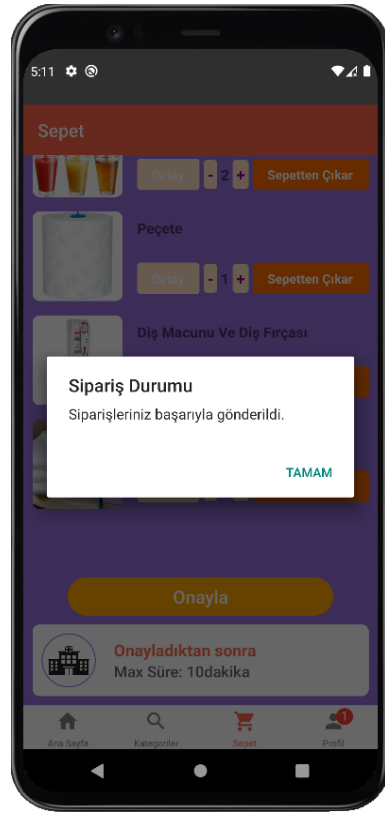 5:11
Sepet
Detay - 2 + Sepetten Çıkar
Peçete
Detay - 1 + Sepetten Çıkar
Diş Macunu Ve Diş Fırçası
Sipariş Durumu
Siparişleriniz başarıyla gönderildi.
TAMAM
Onayla
Onayladıktan sonra
Max Süre: 10dakika
1
Ana Sayfa Kategoriler Sepet Profil